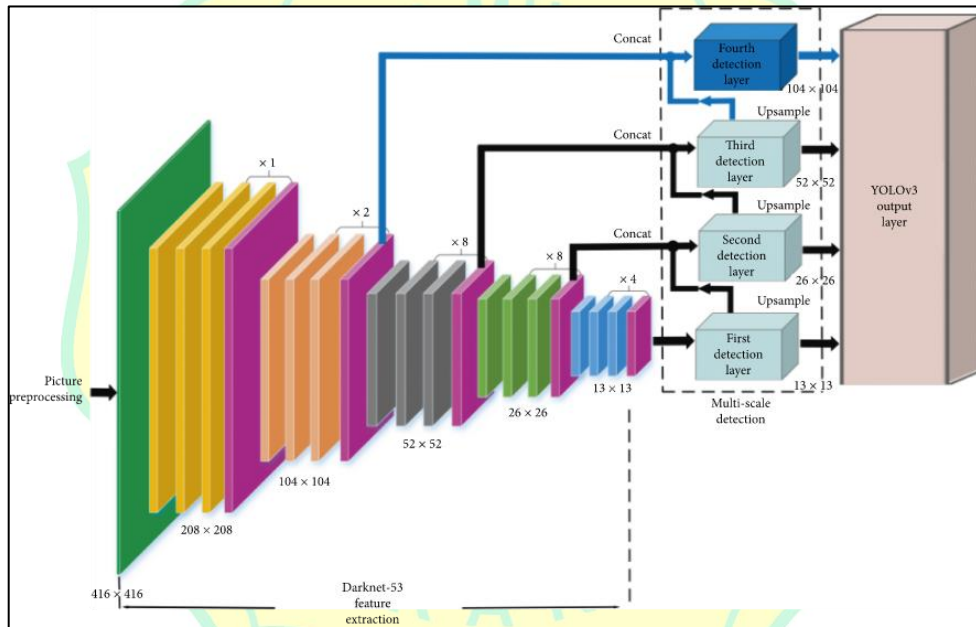 Concat
Fourth
detection
layer
104 × 104
Upsample
Concat
Third
detection
layer
52 × 52
Upsample
YOLOv3
output
layer
Concat
Second
detection
layer
26 × 26
Upsample
First
detection
layer
13 × 13
Multi-scale
detection
× 1
× 2
× 8
× 8
× 4
Picture
preprocessing
13 × 13
26 × 26
52 × 52
104 × 104
208 × 208
416 × 416
Darknet-53
feature
extraction